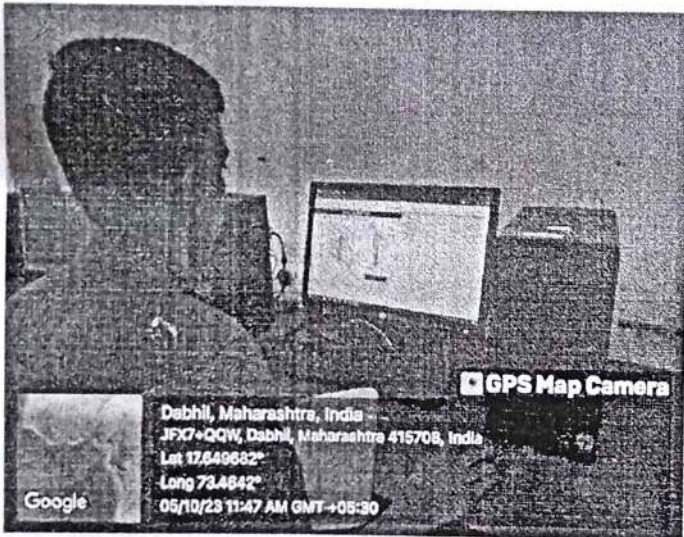 GPS Map Camera
Dabhil, Maharashtra, India
JFX7+QQW, Dabhil, Maharashtra 415708, India
Lat 17.649682°
Long 73.4642°
05/10/23 11:47 AM GMT +05:30
Google